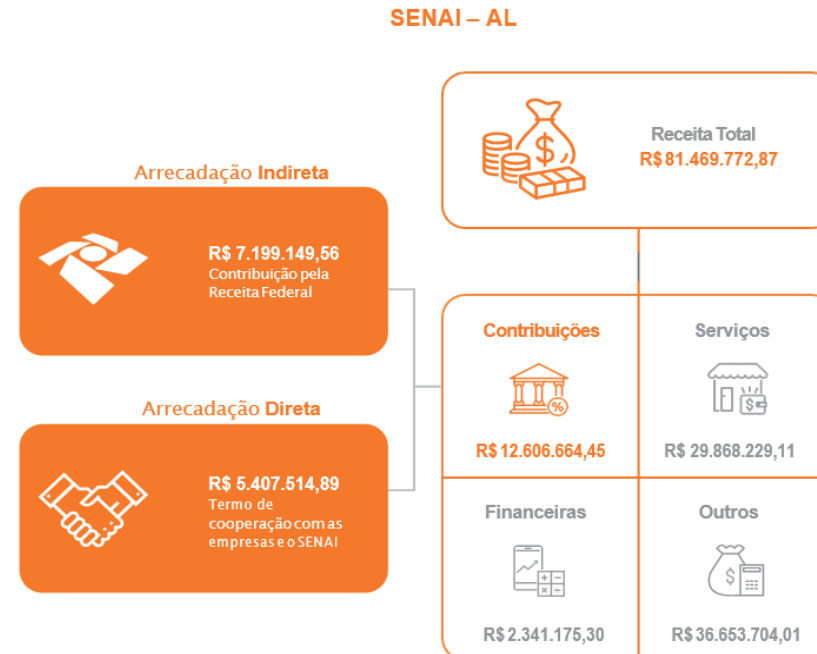 SENAI – AL
Receita Total
R$ 81.469.772,87
Arrecadação Indireta
R$ 7.199.149,56
Contribuição pela
Receita Federal
Arrecadação Direta
R$ 5.407.514,89
Termo de
cooperação com as
empresas e o SENAI
Contribuições
%
R$ 12.606.664,45
Serviços
$
R$ 29.868.229,11
Financeiras
R$ 2.341.175,30
Outros
$
R$ 36.653.704,01